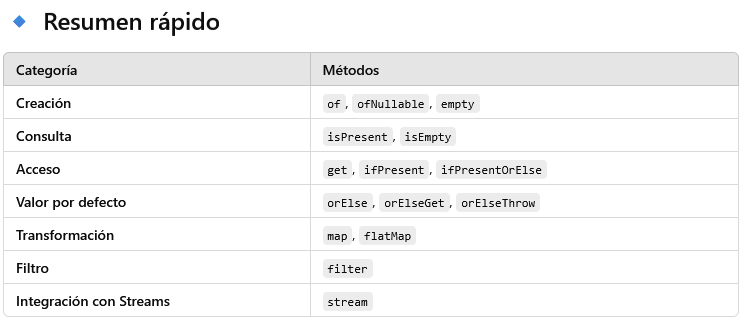 Resumen rápido
Categoría Métodos
Creación of, ofNullable, empty
Consulta isPresent, isEmpty
Acceso get, ifPresent, ifPresentOrElse
Valor por defecto orElse, orElseGet, orElseThrow
Transformación map, flatMap
Filtro filter
Integración con Streams stream